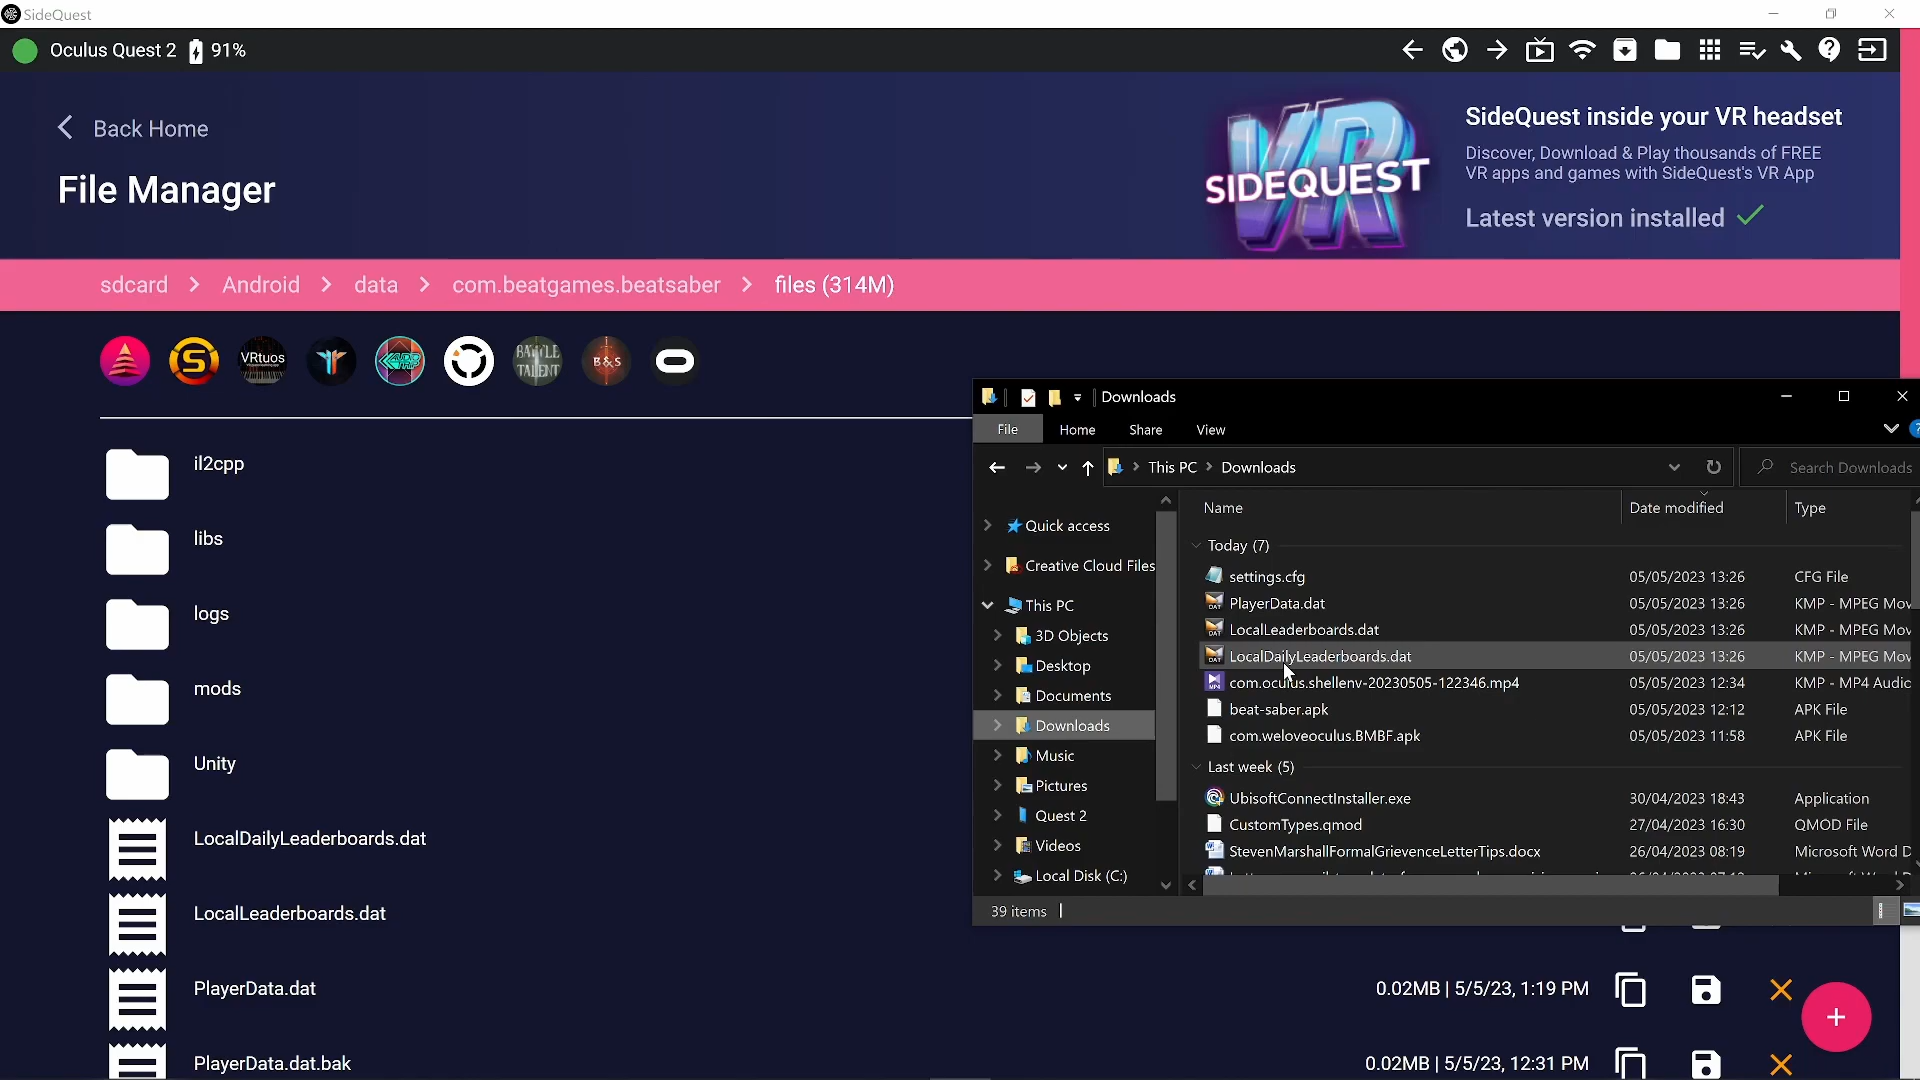 SideQuest
Oculus Quest 2 91%
Back Home
File Manager
VR
SIDEQUEST
SideQuest inside your VR headset
Discover, Download & Play thousands of FREE
VR apps and games with SideQuest's VR App
Latest version installed
sdcard > Android > data > com.beatgames.beatsaber > files (314M)
VRtuos
BATTLE
TALENT
B&S
il2cpp
libs
logs
mods
Unity
LocalDailyLeaderboards.dat
LocalLeaderboards.dat
PlayerData.dat
0.02MB | 5/5/23, 1:19 PM
PlayerData.dat.bak
0.02MB | 5/5/23, 12:31 PM
+
Downloads
File Home Share View
This PC > Downloads
Search Downloads
Quick access
Creative Cloud Files
This PC
3D Objects
Desktop
Documents
Downloads
Music
Pictures
Quest 2
Videos
Local Disk (C:)
Name Date modified Type
Today (7)
settings.cfg 05/05/2023 13:26 CFG File
PlayerData.dat 05/05/2023 13:26 KMP - MPEG Mov
LocalLeaderboards.dat 05/05/2023 13:26 KMP - MPEG Mov
LocalDailyLeaderboards.dat 05/05/2023 13:26 KMP - MPEG Mov
com.oculus.shellenv-20230505-122346.mp4 05/05/2023 12:34 KMP - MP4 Audic
beat-saber.apk 05/05/2023 12:12 APK File
com.weloveoculus.BMBF.apk 05/05/2023 11:58 APK File
Last week (5)
UbisoftConnectInstaller.exe 30/04/2023 18:43 Application
CustomTypes.qmod 27/04/2023 16:30 QMOD File
StevenMarshallFormalGrievenceLetterTips.docx 26/04/2023 08:19 Microsoft Word D
39 items